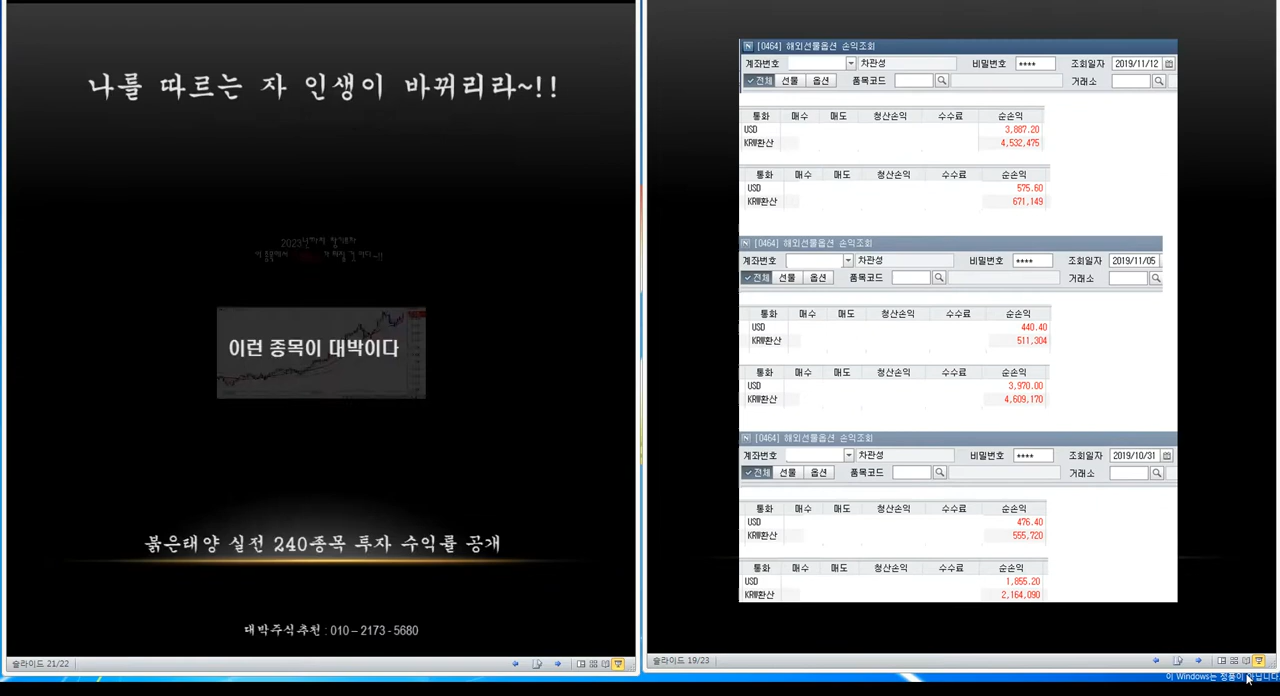 나를 따르는 자 인생이 바뀌리라~!!
이런 종목이 대박이다
붉은태양 실전 240종목 투자 수익률 공개
대박주식추천 : 010 – 2173 - 5680
슬라이드 21/22
[0464] 해외선물옵션 손익조회
계좌번호 차관성 비밀번호 **** 조회일자 2019/11/12
전체 선물 옵션 품목코드 거래소
통화 매수 매도 청산손익 수수료 순손익
USD 3,887.20
KRW환산 4,532,475
통화 매수 매도 청산손익 수수료 순손익
USD 575.60
KRW환산 671,149
[0464] 해외선물옵션 손익조회
계좌번호 차관성 비밀번호 **** 조회일자 2019/11/05
전체 선물 옵션 품목코드 거래소
통화 매수 매도 청산손익 수수료 순손익
USD 440.40
KRW환산 511,304
통화 매수 매도 청산손익 수수료 순손익
USD 3,970.00
KRW환산 4,609,170
[0464] 해외선물옵션 손익조회
계좌번호 차관성 비밀번호 **** 조회일자 2019/10/31
전체 선물 옵션 품목코드 거래소
통화 매수 매도 청산손익 수수료 순손익
USD 476.40
KRW환산 555,720
통화 매수 매도 청산손익 수수료 순손익
USD 1,855.20
KRW환산 2,164,090
슬라이드 19/23
이 Windows는 정품이 아닙니다.